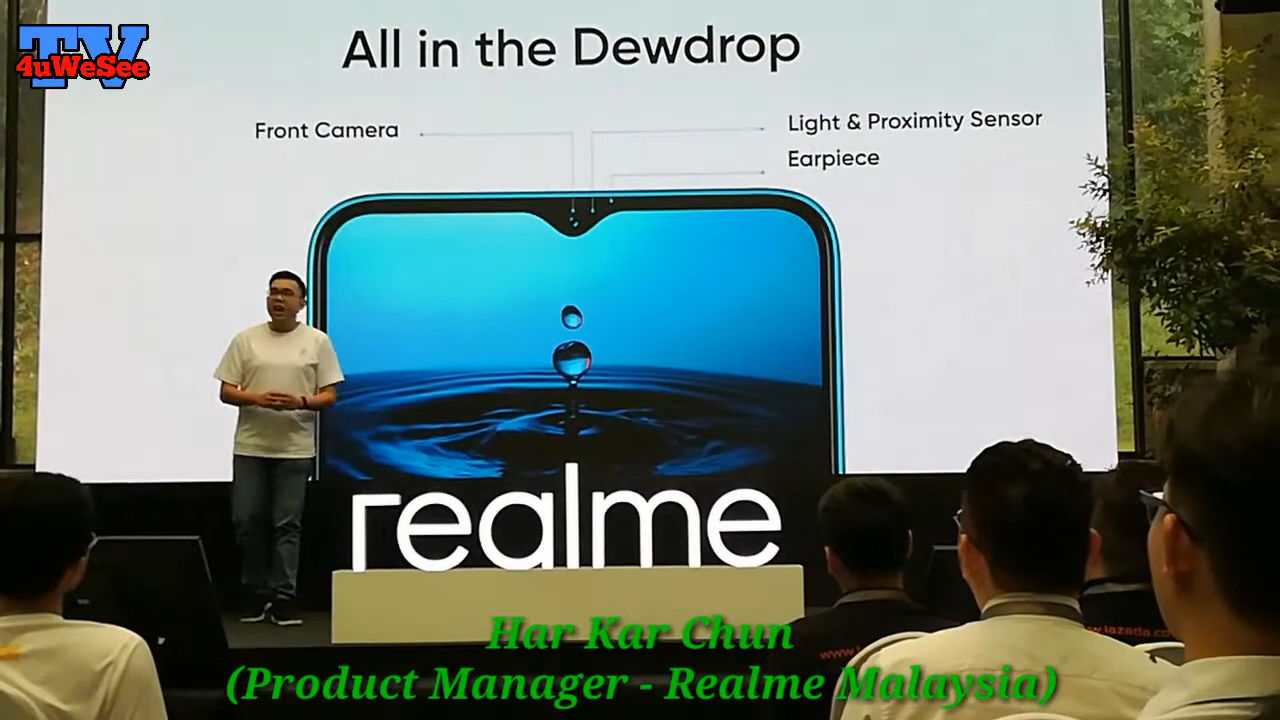 TV
4uWeSee
All in the Dewdrop
Front Camera
Light & Proximity Sensor
Earpiece
realme
Har Kar Chun
(Product Manager - Realme Malaysia)